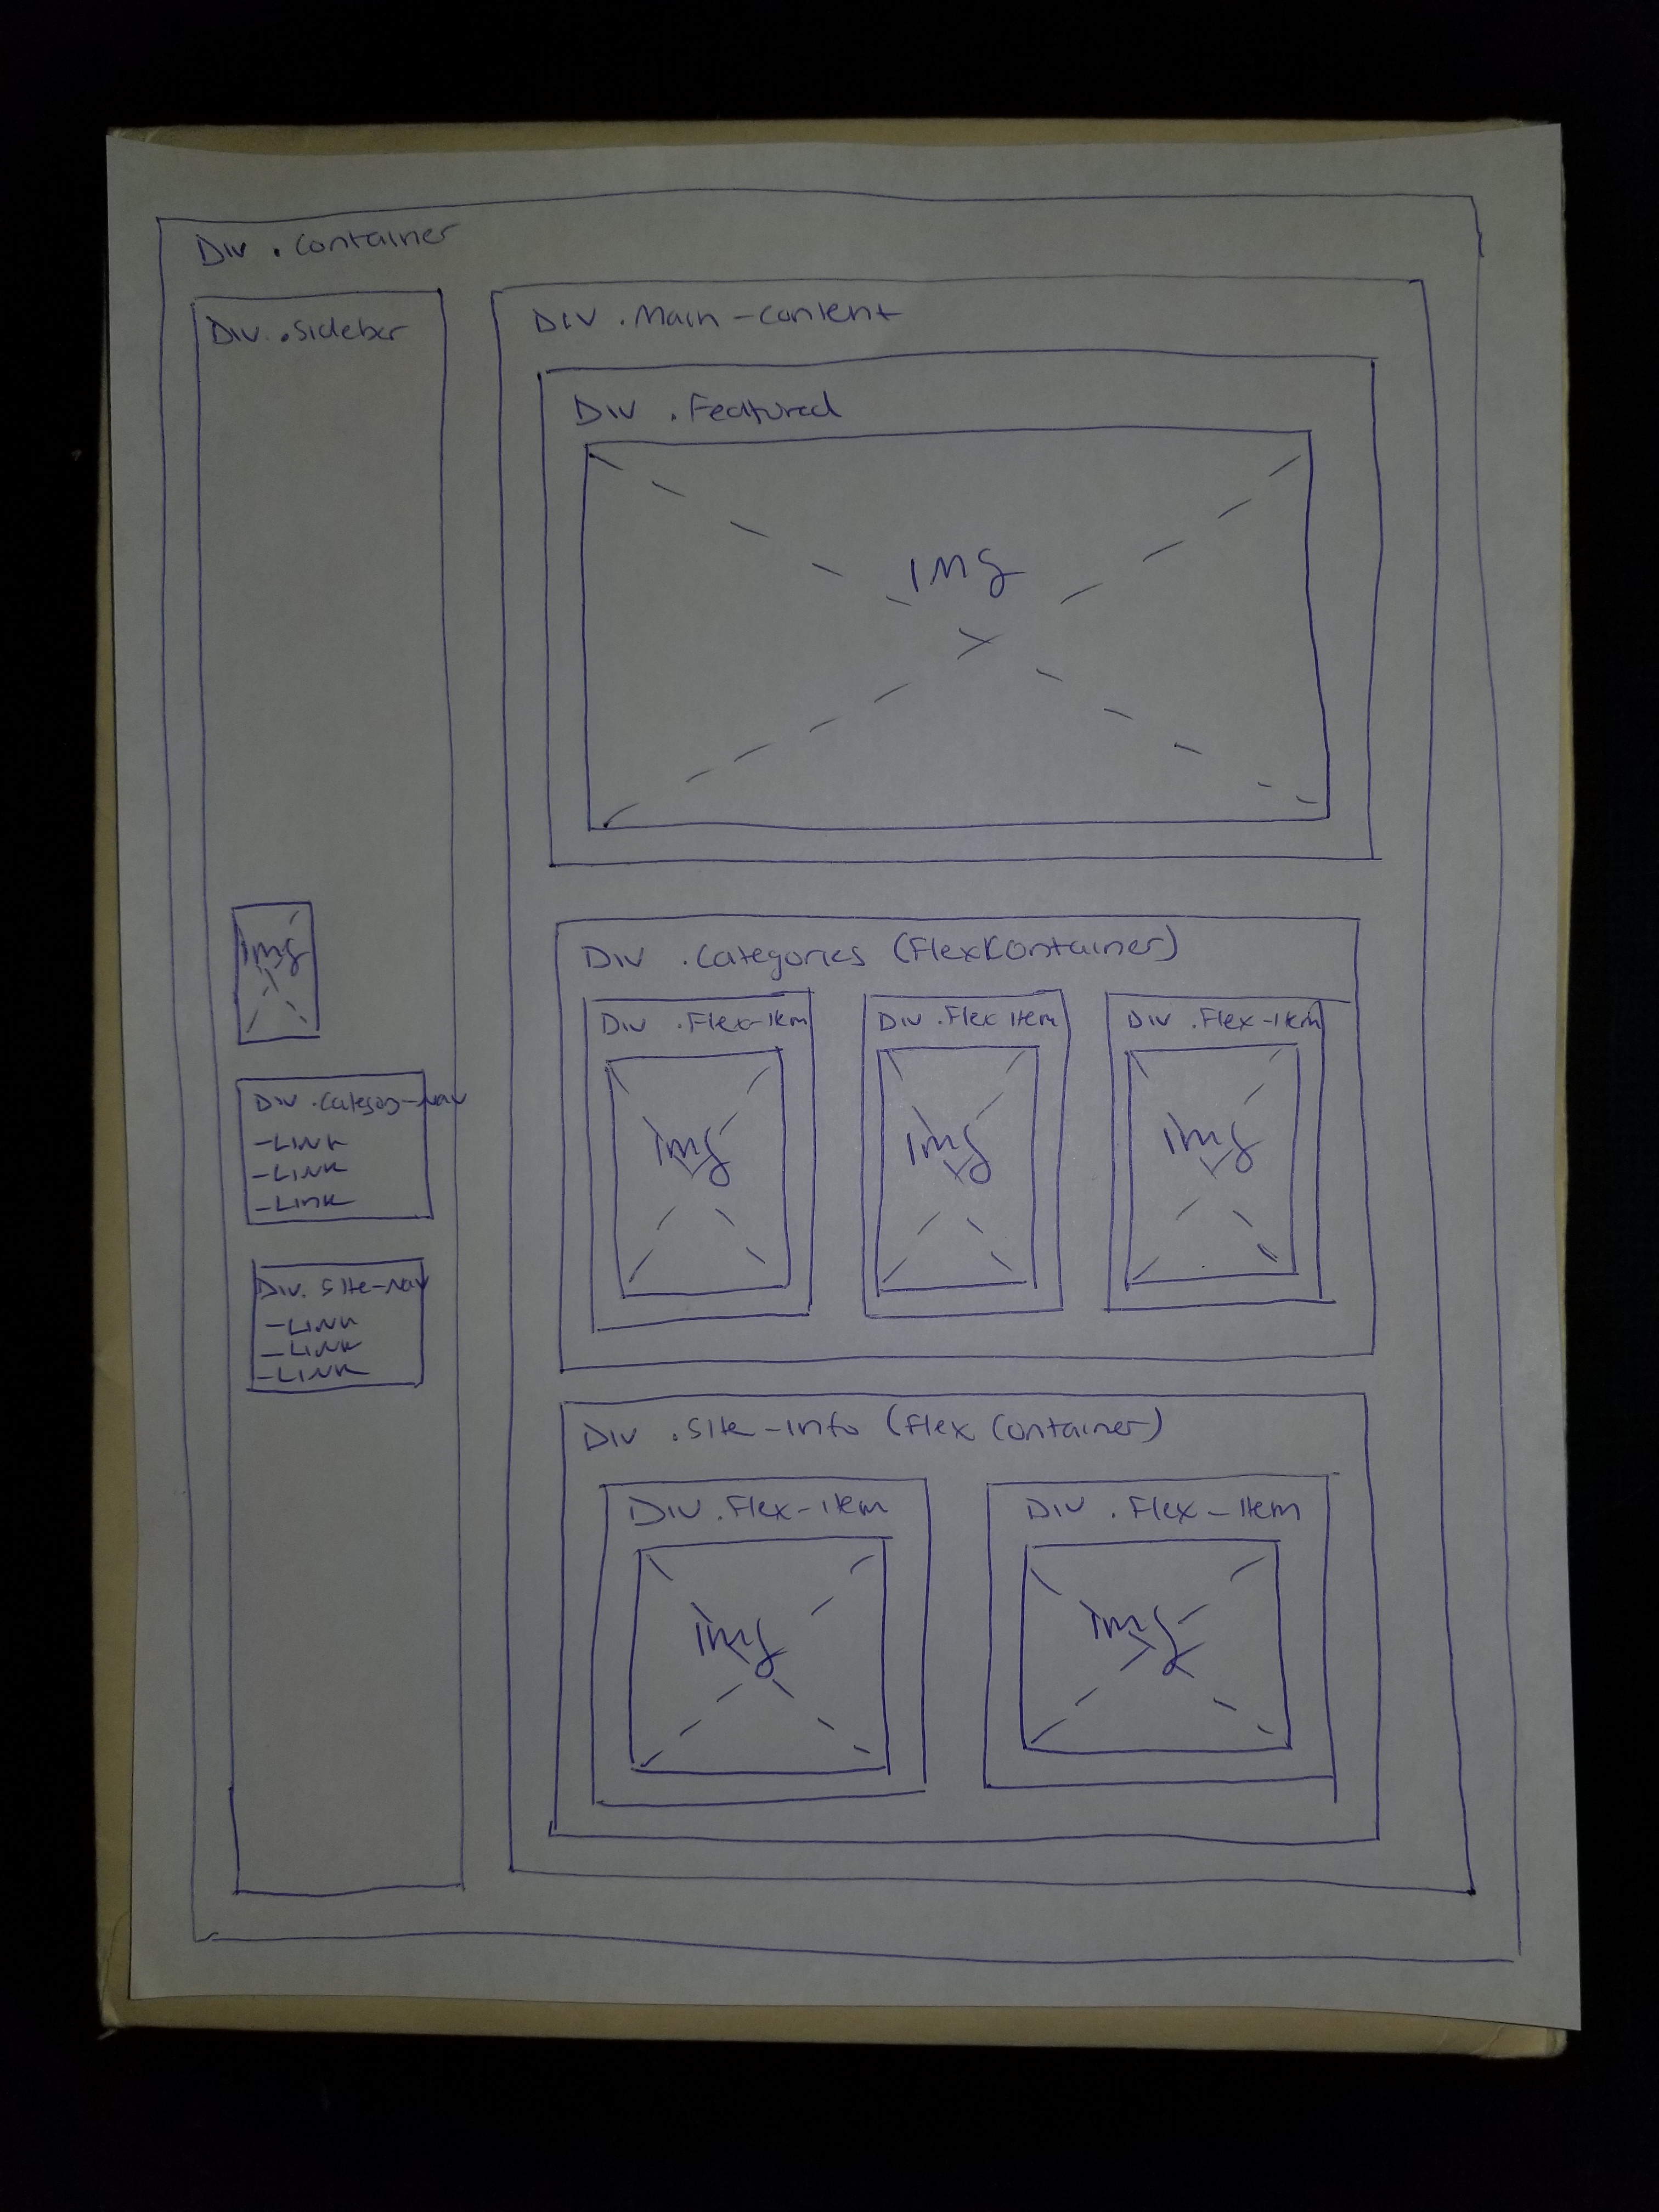 Div .Container
Div .Sidebar
Img
Div .Category-Nav
-LINK
-LINK
-LINK
Div. Site-Nav
-LINK
-LINK
-LINK
Div .Main-Content
Div .Featured
Img
Div .Categories (Flex Container)
Div .Flex-Item
Img
Div .Flex Item
Img
Div .Flex-Item
Img
Div .Site-info (Flex Container)
Div .Flex-item
Img
Div .Flex-Item
Img